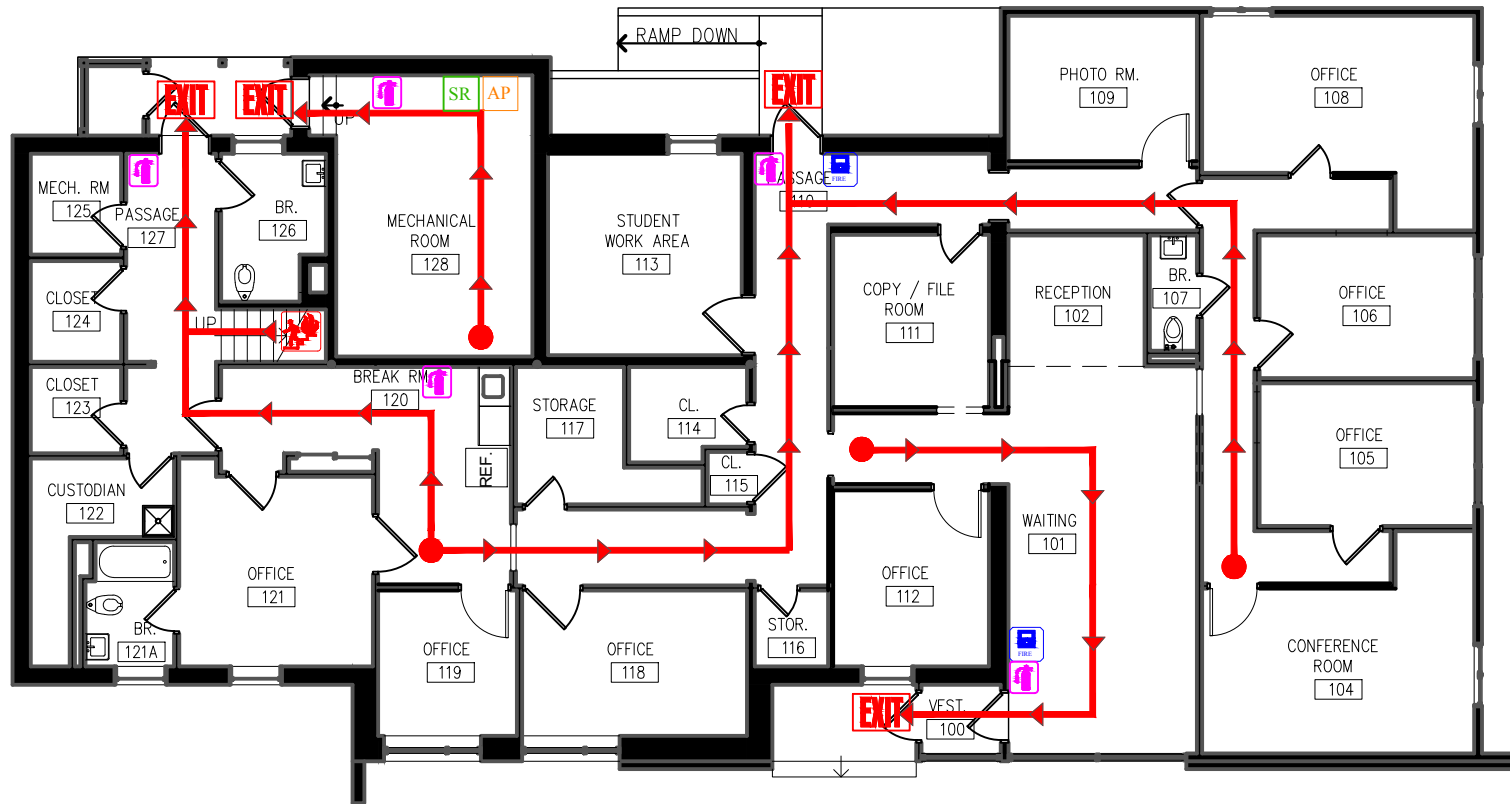 RAMP DOWN
PHOTO RM.
109
OFFICE
108
EXIT
EXIT
EXIT
SR
AP
UP
MECH. RM
125
PASSAGE
127
BR.
126
MECHANICAL
ROOM
128
STUDENT
WORK AREA
113
ASSAGE
110
FIRE
CLOSET
124
UP
COPY / FILE
ROOM
111
RECEPTION
102
BR.
107
OFFICE
106
CLOSET
123
BREAK RM
120
STORAGE
117
CL.
114
CL.
115
REF.
OFFICE
105
CUSTODIAN
122
OFFICE
121
BR.
121A
OFFICE
119
OFFICE
118
STOR.
116
OFFICE
112
WAITING
101
FIRE
CONFERENCE
ROOM
104
EXIT
VEST.
100